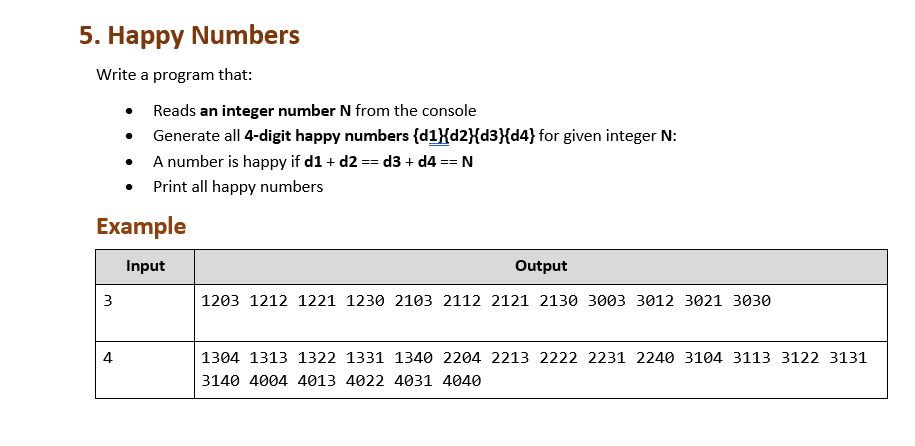 5. Happy Numbers
Write a program that:
• Reads an integer number N from the console
• Generate all 4-digit happy numbers {d1}{d2}{d3}{d4} for given integer N:
• A number is happy if d1 + d2 == d3 + d4 == N
• Print all happy numbers
Example
Input Output
3 1203 1212 1221 1230 2103 2112 2121 2130 3003 3012 3021 3030
4 1304 1313 1322 1331 1340 2204 2213 2222 2231 2240 3104 3113 3122 3131
3140 4004 4013 4022 4031 4040